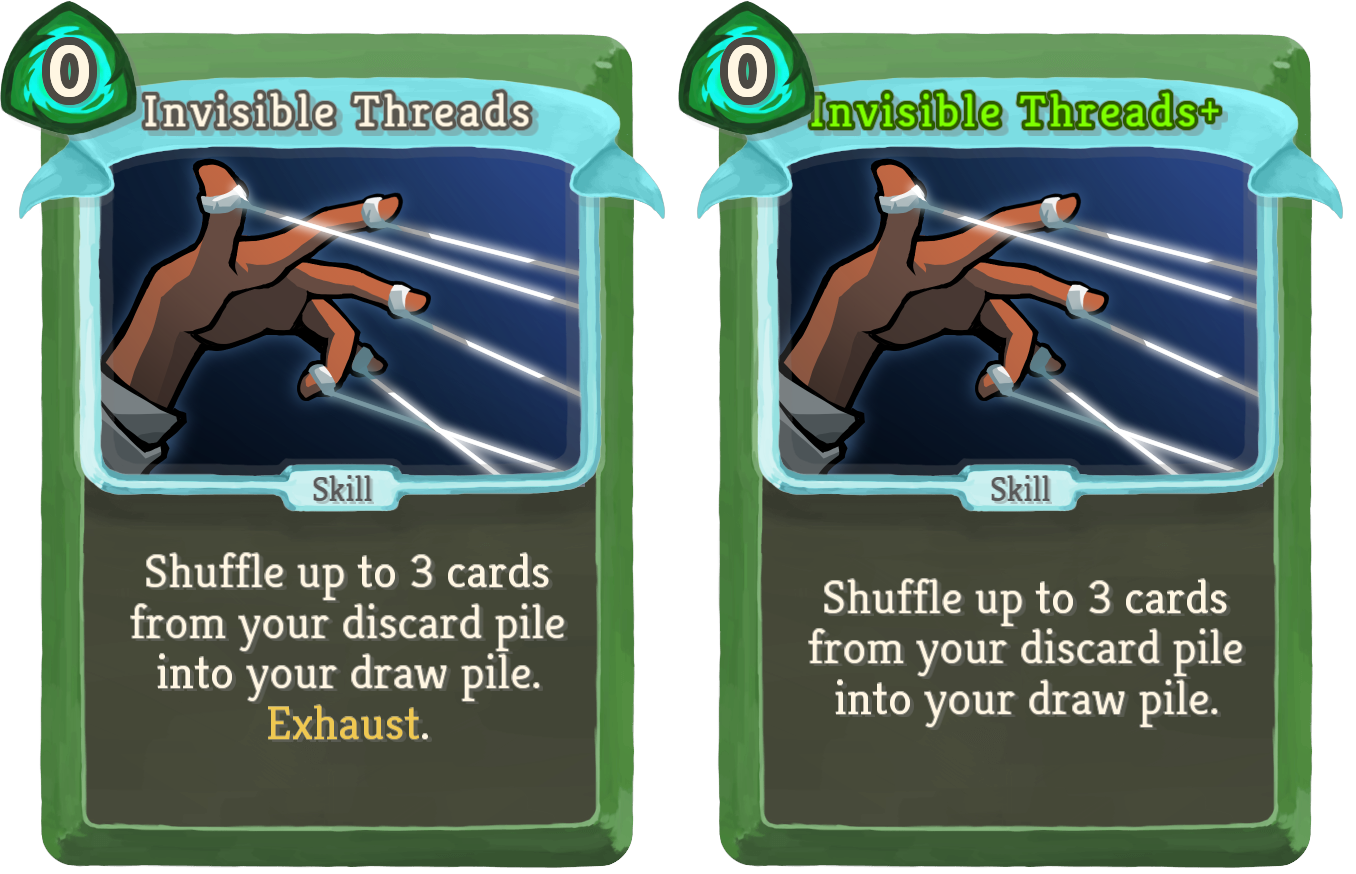 0
Invisible Threads
Skill
Shuffle up to 3 cards
from your discard pile
into your draw pile.
Exhaust.
0
Invisible Threads+
Skill
Shuffle up to 3 cards
from your discard pile
into your draw pile.